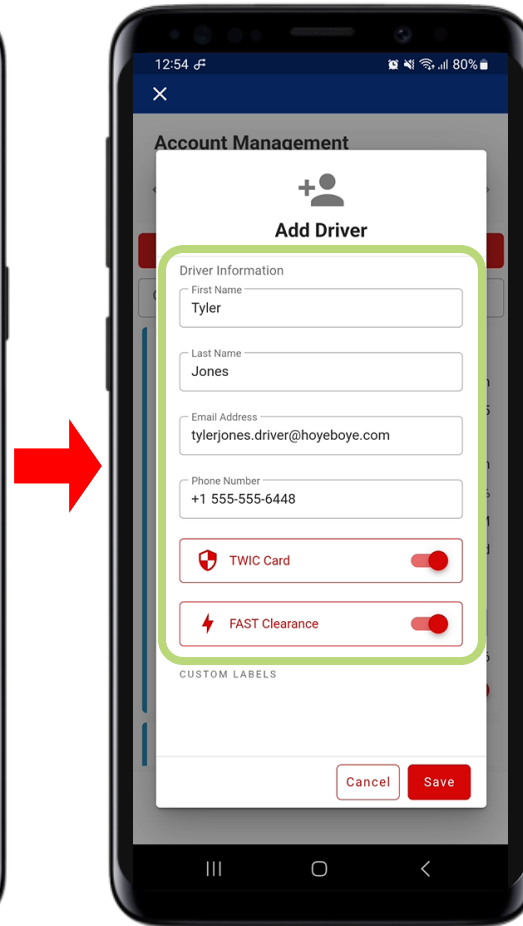 12:54
80%
Account Management
Add Driver
Driver Information
First Name
Tyler
Last Name
Jones
Email Address
tylerjones.driver@hoyeboye.com
Phone Number
+1 555-555-6448
TWIC Card
FAST Clearance
CUSTOM LABELS
Cancel
Save